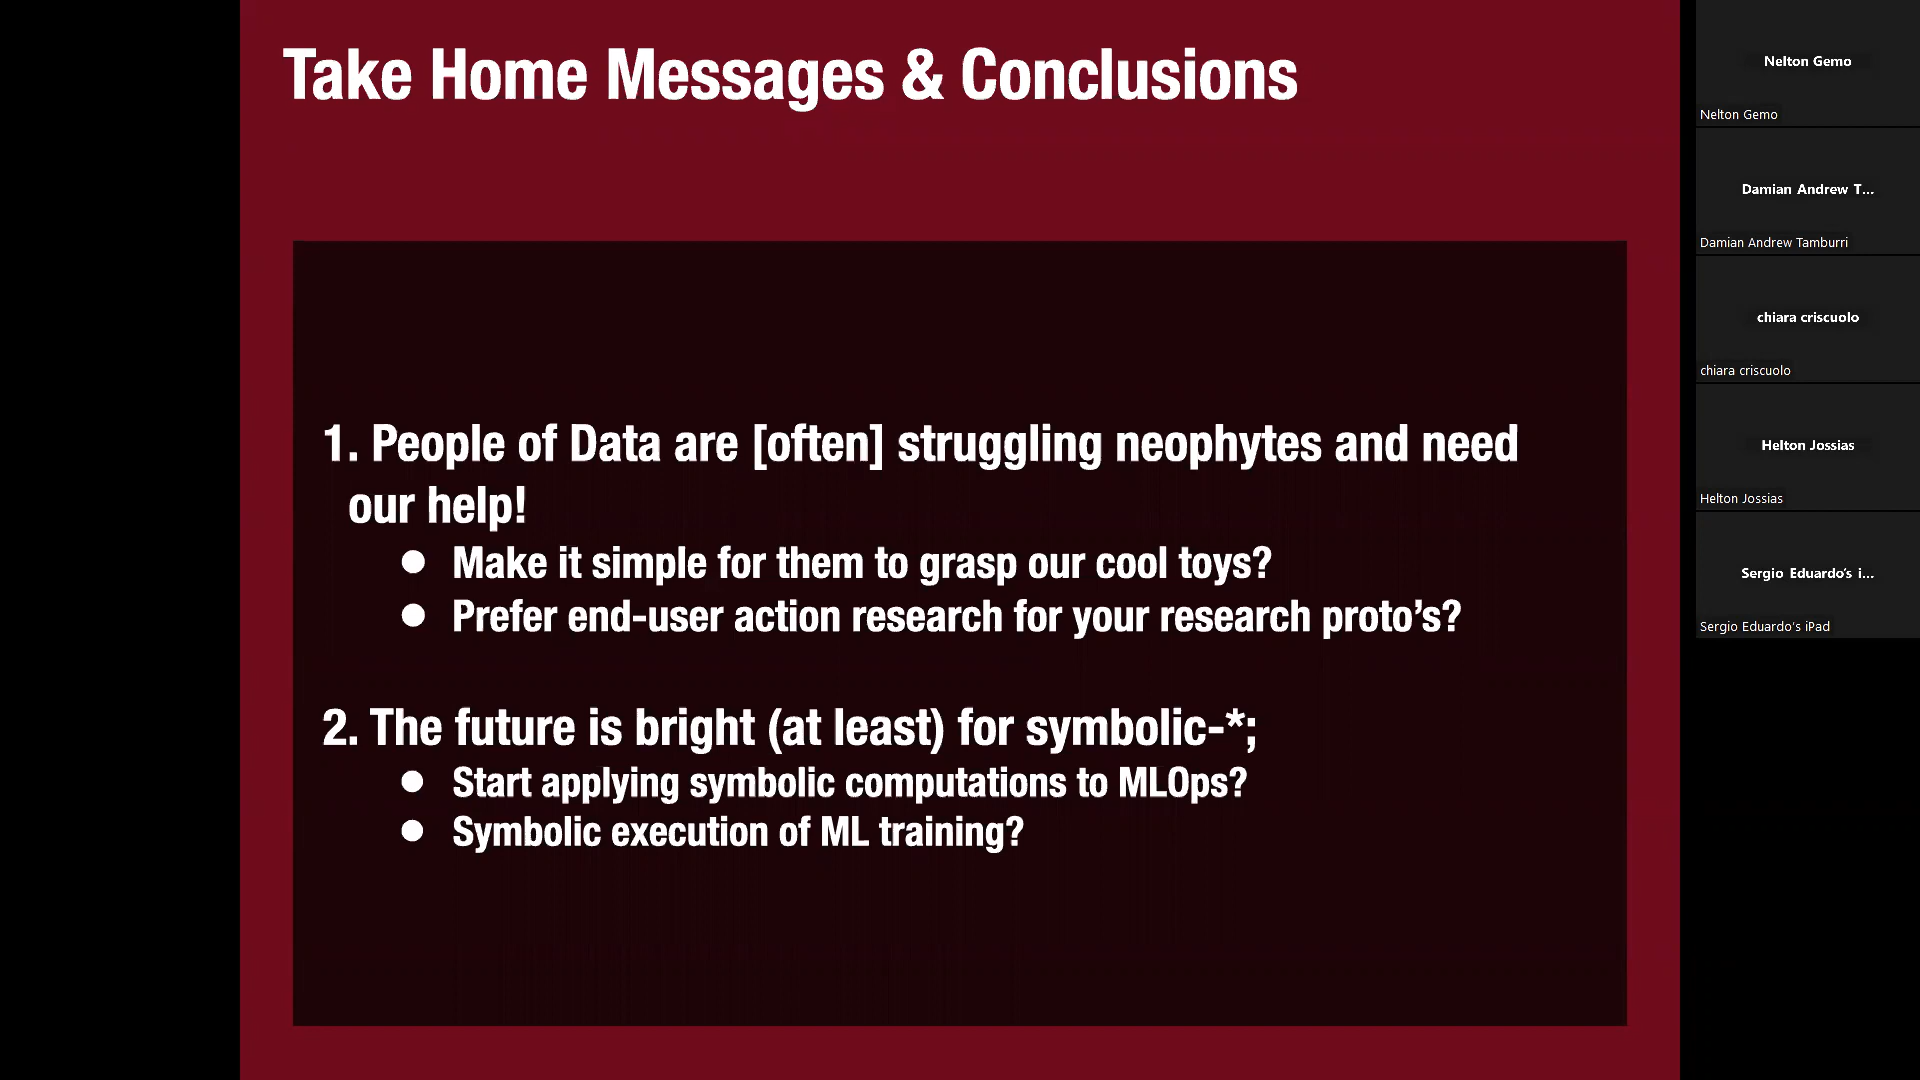 Take Home Messages & Conclusions
1. People of Data are [often] struggling neophytes and need
our help!
● Make it simple for them to grasp our cool toys?
● Prefer end-user action research for your research proto’s?
2. The future is bright (at least) for symbolic-*;
● Start applying symbolic computations to MLOps?
● Symbolic execution of ML training?
Nelton Gemo
Nelton Gemo
Damian Andrew T...
Damian Andrew Tamburri
chiara criscuolo
chiara criscuolo
Helton Jossias
Helton Jossias
Sergio Eduardo’s i...
Sergio Eduardo's iPad